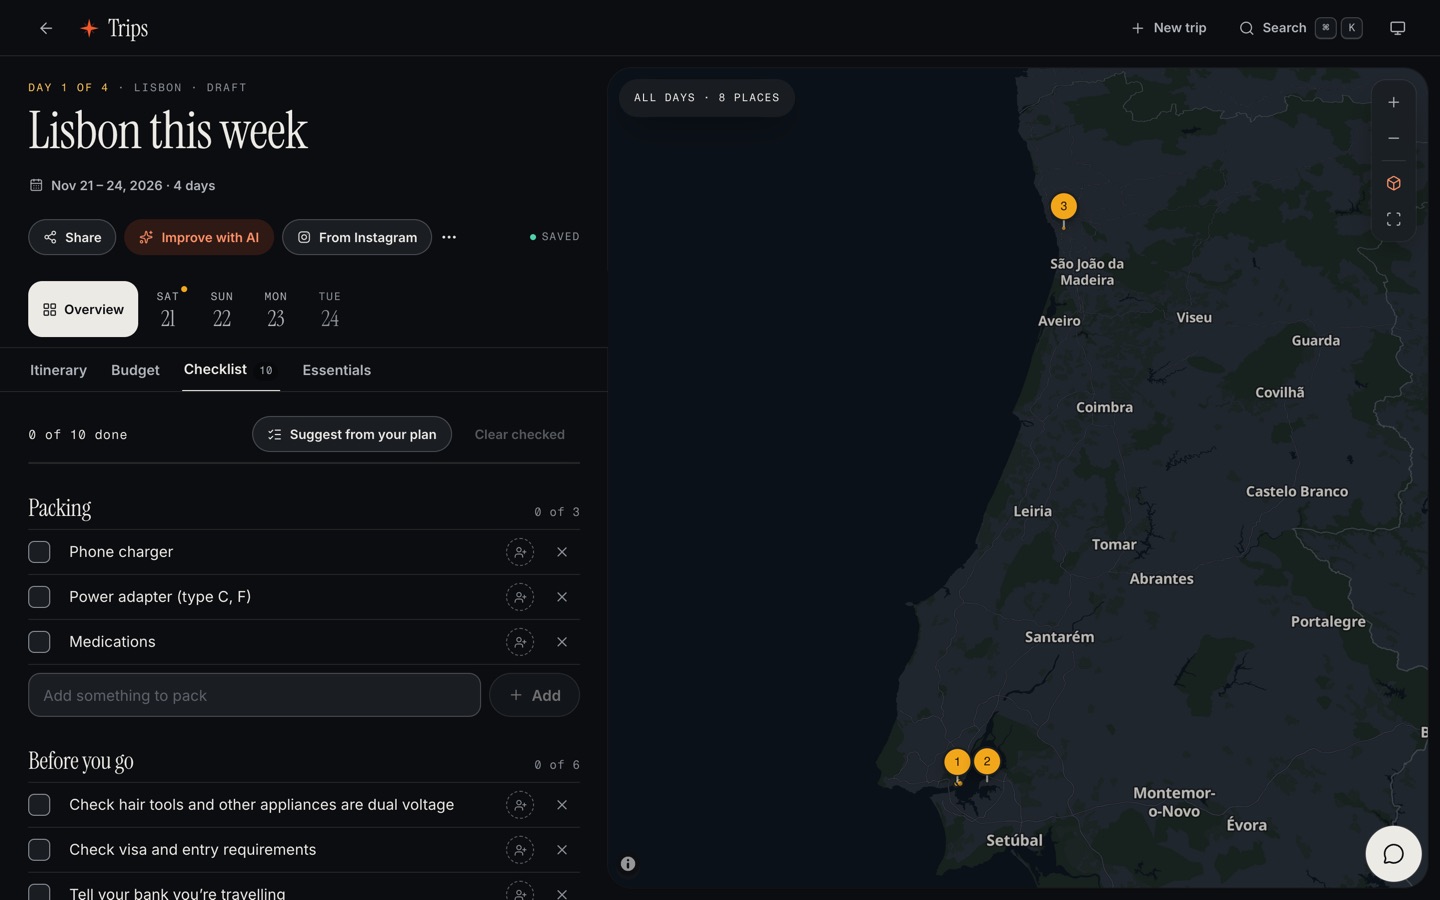 Trips
New trip
Search ⌘ K
DAY 1 OF 4 · LISBON · DRAFT
Lisbon this week
Nov 21 – 24, 2026 · 4 days
Share
Improve with AI
From Instagram
SAVED
Overview
SAT 21
SUN 22
MON 23
TUE 24
Itinerary
Budget
Checklist 10
Essentials
0 of 10 done
Suggest from your plan
Clear checked
Packing
0 of 3
Phone charger
Power adapter (type C, F)
Medications
Add something to pack
Add
Before you go
0 of 6
Check hair tools and other appliances are dual voltage
Check visa and entry requirements
Tell your bank you’re travelling
ALL DAYS · 8 PLACES
3
São João da
Madeira
Aveiro
Viseu
Guarda
Covilhã
Coimbra
Castelo Branco
Leiria
Tomar
Abrantes
Portalegre
Santarém
B
1
2
Montemor-
o-Novo
Évora
Setúbal